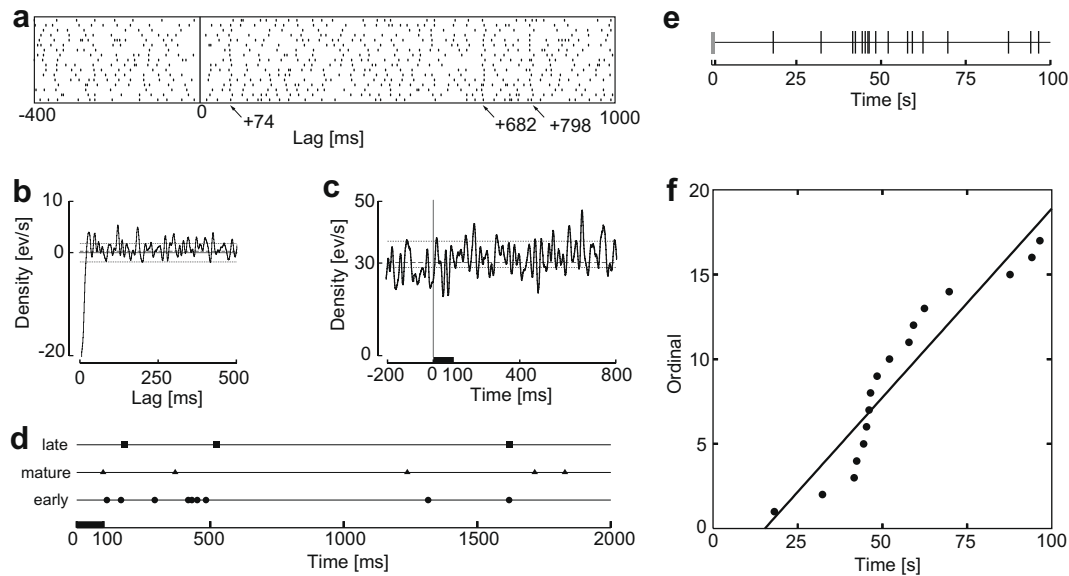 a
-400
0
1000
+74
+682
+798
Lag [ms]
b
10
0
-20
Density [ev/s]
0
250
500
Lag [ms]
c
50
30
0
Density [ev/s]
-200
0
100
400
800
Time [ms]
d
late
mature
early
0
100
500
1000
1500
2000
Time [ms]
e
0
25
50
75
100
Time [s]
f
20
15
10
5
0
Ordinal
0
25
50
75
100
Time [s]